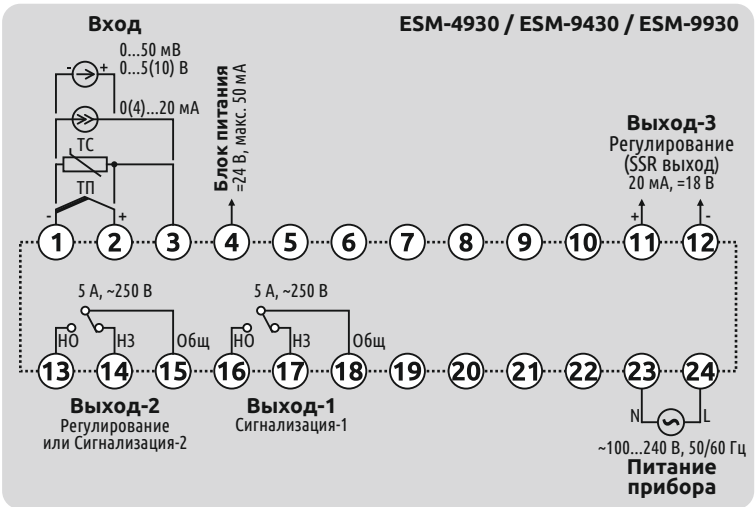 Вход
ESM-4930 / ESM-9430 / ESM-9930
0...50 мВ
0...5(10) В
- +
0(4)...20 мА
ТС
ТП
- +
Блок питания
=24 В, макс. 50 мА
Выход-3
Регулирование
(SSR выход)
20 мА, =18 В
+ -
1 2 3 4 5 6 7 8 9 10 11 12
5 А, ~250 В
5 А, ~250 В
НО НЗ Общ НО НЗ Общ
13 14 15 16 17 18 19 20 21 22 23 24
Выход-2
Регулирование
или Сигнализация-2
Выход-1
Сигнализация-1
N L
~100...240 В, 50/60 Гц
Питание
прибора